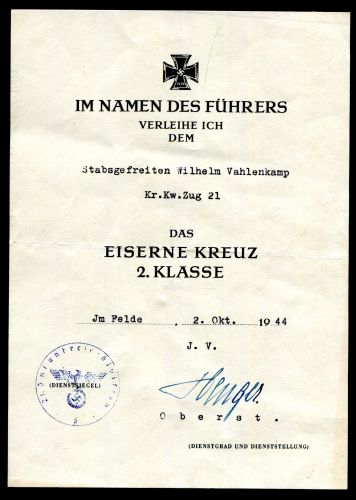 IM NAMEN DES FÜHRERS
VERLEIHE ICH
DEM
Stabsgefreiten Wilhelm Vahlenkamp
Kr.Kw.Zug 21
DAS
EISERNE KREUZ
2. KLASSE
Jm Felde , 2. Okt. 1944
J. V.
(DIENSTSIEGEL)
Oberst.
(DIENSTGRAD UND DIENSTSTELLUNG)